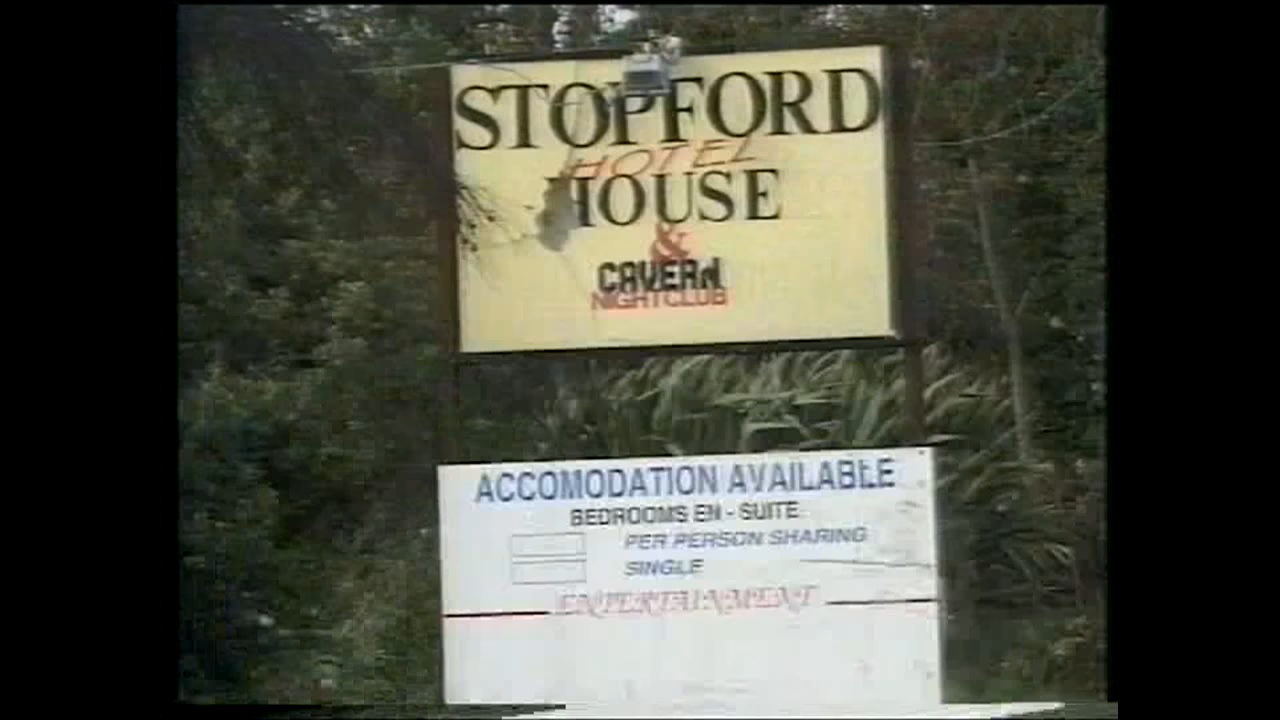 STOPFORD
HOTEL
HOUSE
&
CAVERN
NIGHTCLUB
ACCOMODATION AVAILABLE
BEDROOMS EN - SUITE
PER PERSON SHARING
SINGLE
ENTERTAINMENT